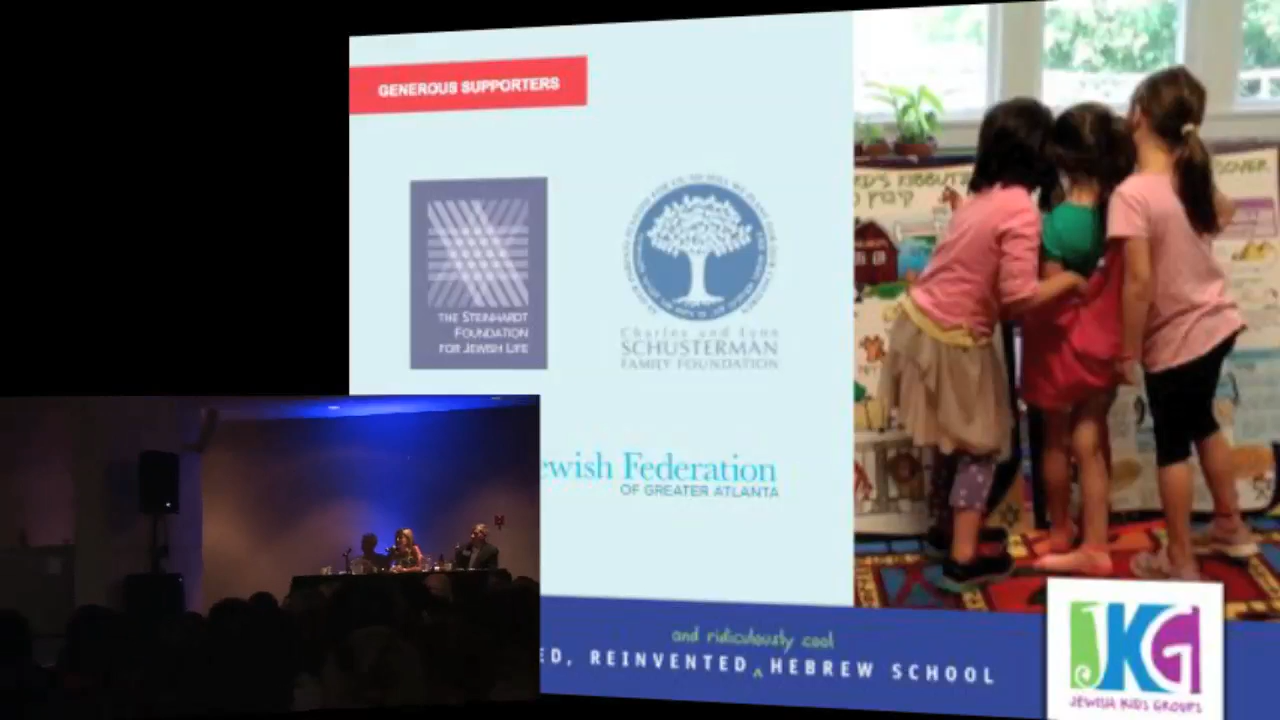 GENEROUS SUPPORTERS
THE STEINHARDT
FOUNDATION
FOR JEWISH LIFE
Charles and Lynn
SCHUSTERMAN
FAMILY FOUNDATION
ewish Federation
OF GREATER ATLANTA
and ridiculously cool
ED, REINVENTED HEBREW SCHOOL
JKG
JEWISH KIDS GROUPS